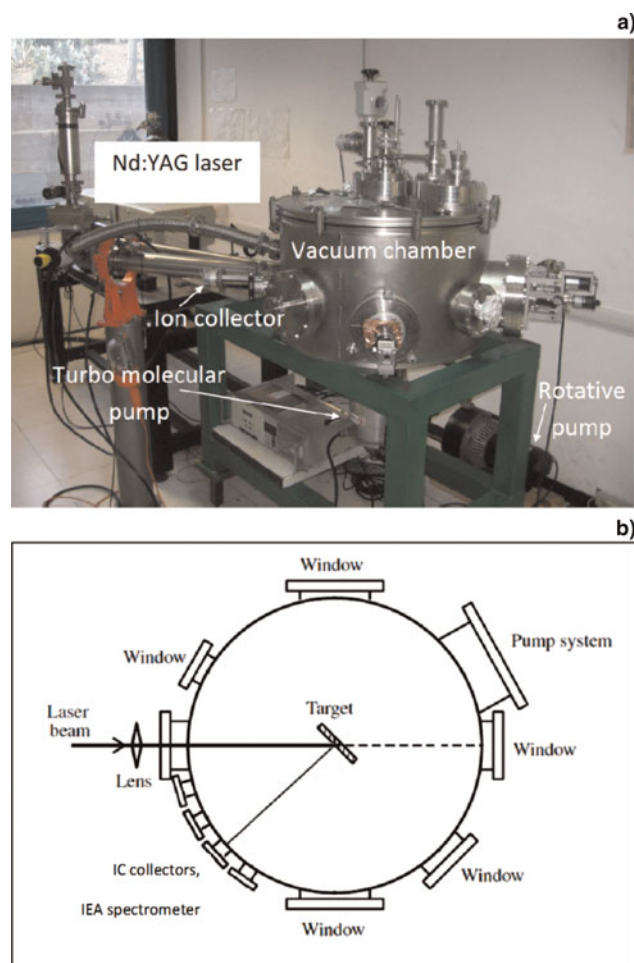 a)
Nd:YAG laser
Vacuum chamber
Ion collector
Turbo molecular
pump
Rotative
pump
b)
Window
Pump system
Window
Target
Laser
beam
Lens
Window
IC collectors,
IEA spectrometer
Window
Window